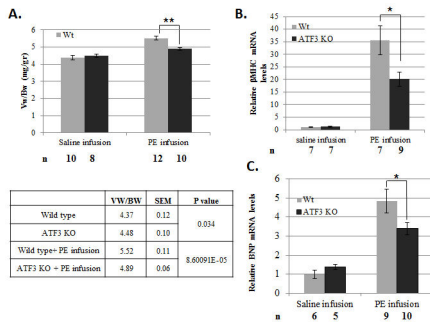 A.
Wt
ATF3 KO
**
Vw/Bw (mg/gr)
6
5
4
3
2
1
0
Saline infusion
PE infusion
n
10 8
12 10
VW/BW SEM P value
Wild type 4.37 0.12
0.034
ATF3 KO 4.48 0.10
Wild type+ PE infusion 5.52 0.11
8.60091E-05
ATF3 KO + PE infusion 4.89 0.06
B.
Wt
ATF3 KO
*
Relative βMHC mRNA
levels
45
40
35
30
25
20
15
10
5
0
Saline infusion
PE infusion
n
7 7
7 9
C.
Wt
ATF3 KO
*
Relative BNP mRNA levels
6
5
4
3
2
1
0
Saline infusion
PE infusion
n
6 5
9 10